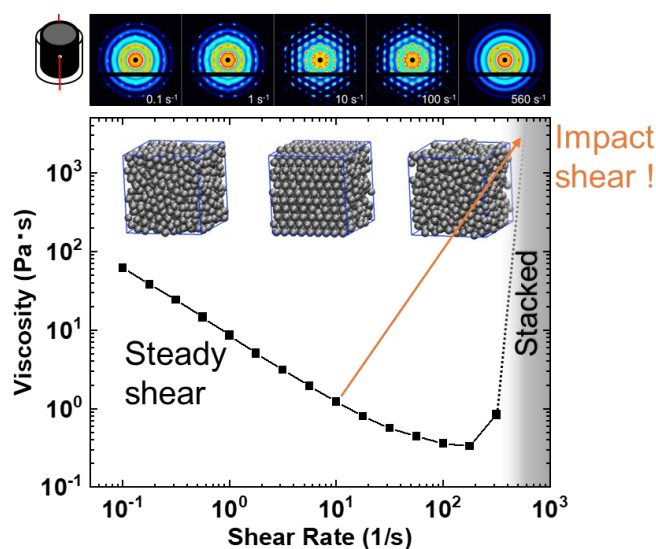 0.1 s⁻¹
1 s⁻¹
10 s⁻¹
100 s⁻¹
560 s⁻¹
Impact
shear !
Steady
shear
Stacked
Viscosity (Pa·s)
10³
10²
10¹
10⁰
10⁻¹
10⁻¹
10⁰
10¹
10²
10³
Shear Rate (1/s)